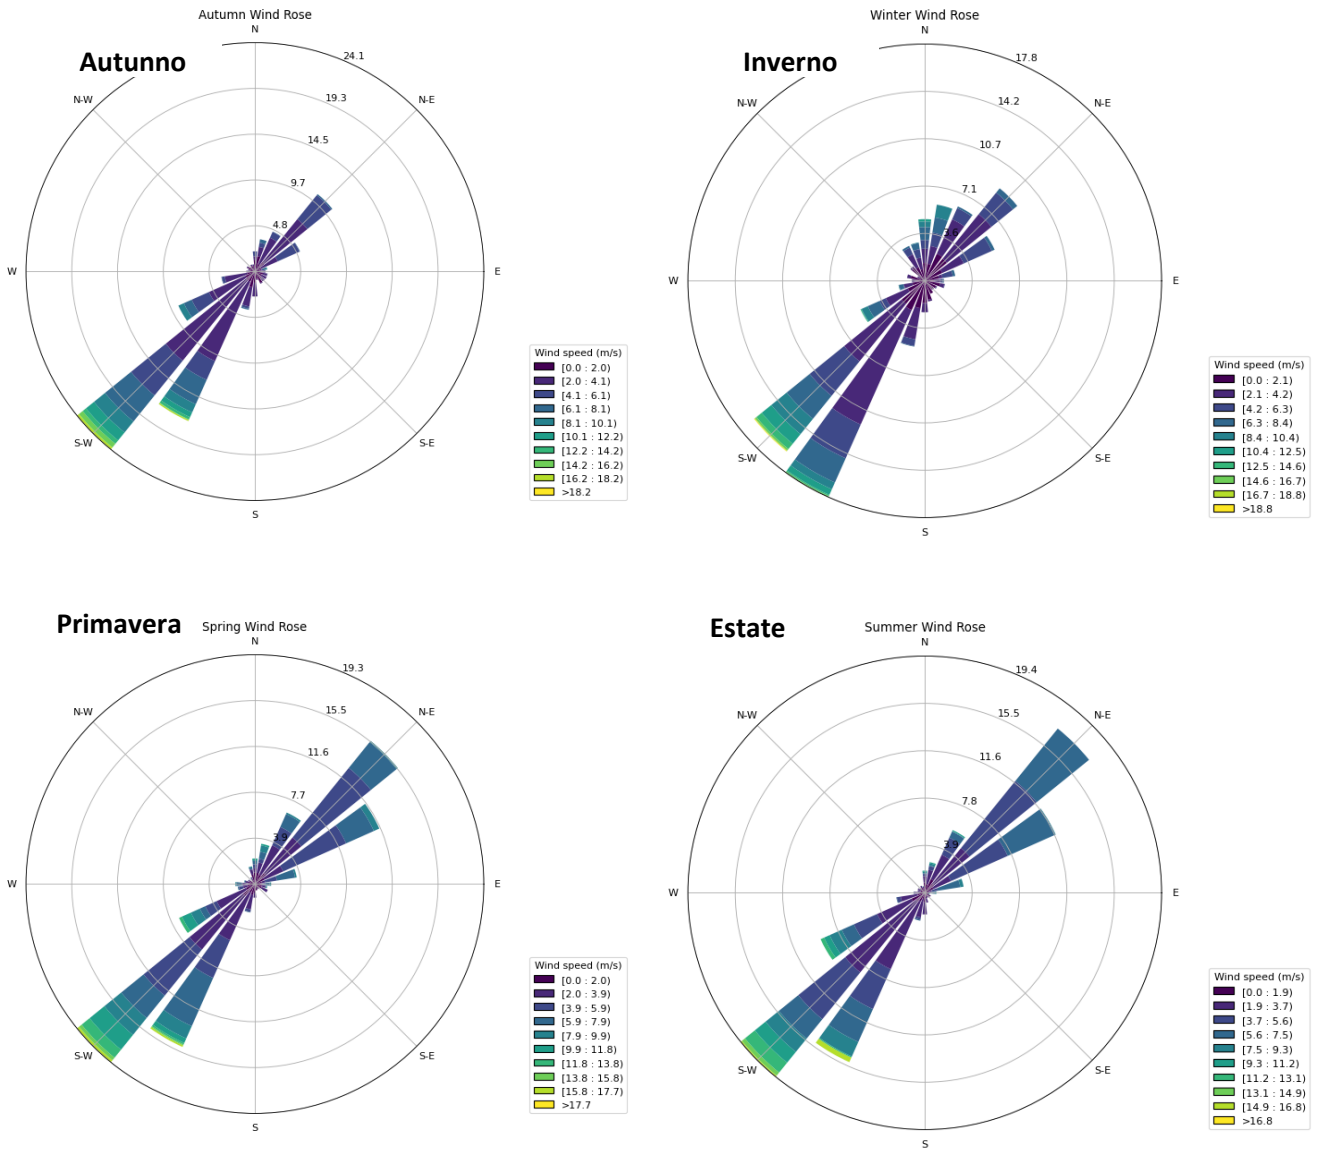 Autumn Wind Rose
Autunno
N
N-E
E
S-E
S
S-W
W
N-W
4.8
9.7
14.5
19.3
24.1
Wind speed (m/s)
[0.0 : 2.0)
[2.0 : 4.1)
[4.1 : 6.1)
[6.1 : 8.1)
[8.1 : 10.1)
[10.1 : 12.2)
[12.2 : 14.2)
[14.2 : 16.2)
[16.2 : 18.2)
>18.2
Winter Wind Rose
Inverno
N
N-E
E
S-E
S
S-W
W
N-W
3.6
7.1
10.7
14.2
17.8
Wind speed (m/s)
[0.0 : 2.1)
[2.1 : 4.2)
[4.2 : 6.3)
[6.3 : 8.4)
[8.4 : 10.4)
[10.4 : 12.5)
[12.5 : 14.6)
[14.6 : 16.7)
[16.7 : 18.8)
>18.8
Primavera
Spring Wind Rose
N
N-E
E
S-E
S
S-W
W
N-W
3.9
7.7
11.6
15.5
19.3
Wind speed (m/s)
[0.0 : 2.0)
[2.0 : 3.9)
[3.9 : 5.9)
[5.9 : 7.9)
[7.9 : 9.9)
[9.9 : 11.8)
[11.8 : 13.8)
[13.8 : 15.8)
[15.8 : 17.7)
>17.7
Estate
Summer Wind Rose
N
N-E
E
S-E
S
S-W
W
N-W
3.9
7.8
11.6
15.5
19.4
Wind speed (m/s)
[0.0 : 1.9)
[1.9 : 3.7)
[3.7 : 5.6)
[5.6 : 7.5)
[7.5 : 9.3)
[9.3 : 11.2)
[11.2 : 13.1)
[13.1 : 14.9)
[14.9 : 16.8)
>16.8